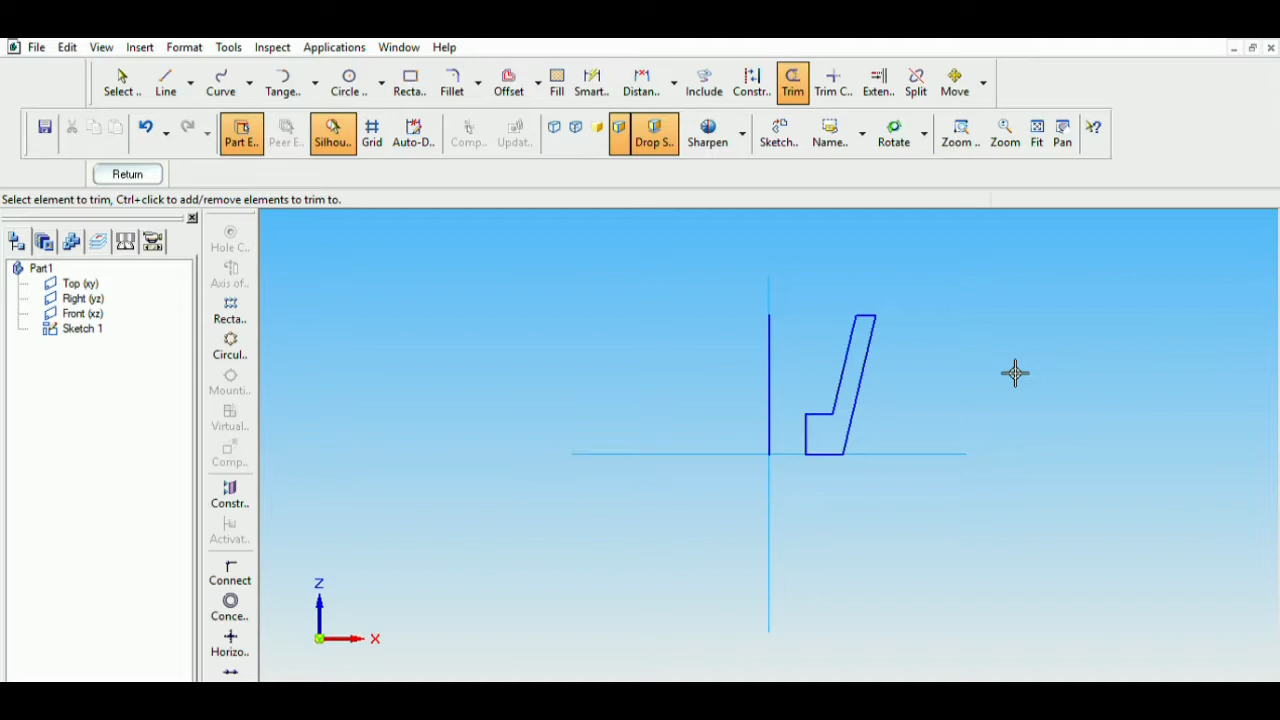 File Edit View Insert Format Tools Inspect Applications Window Help
Select .. Line Curve Tange.. Circle .. Recta.. Fillet Offset Fill Smart.. Distan.. Include Constr.. Trim Trim C.. Exten.. Split Move
Part E.. Peer E.. Silhou.. Grid Auto-D.. Comp.. Updat.. Drop S.. Sharpen Sketch.. Name.. Rotate Zoom .. Zoom Fit Pan
Return
Select element to trim, Ctrl+click to add/remove elements to trim to.
Part1
Top (xy)
Right (yz)
Front (xz)
Sketch 1
Hole C..
Axis of..
Recta..
Circul..
Mounti..
Virtual..
Comp..
Constr..
Activat..
Connect
Conce..
Horizo..
Z
X